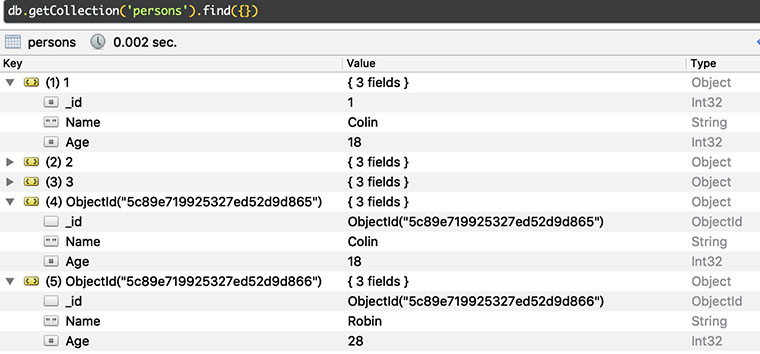 db.getCollection('persons').find({})
persons 0.002 sec.
Key Value Type
(1) 1 { 3 fields } Object
_id 1 Int32
Name Colin String
Age 18 Int32
(2) 2 { 3 fields } Object
(3) 3 { 3 fields } Object
(4) ObjectId("5c89e719925327ed52d9d865") { 3 fields } Object
_id ObjectId("5c89e719925327ed52d9d865") ObjectId
Name Colin String
Age 18 Int32
(5) ObjectId("5c89e719925327ed52d9d866") { 3 fields } Object
_id ObjectId("5c89e719925327ed52d9d866") ObjectId
Name Robin String
Age 28 Int32